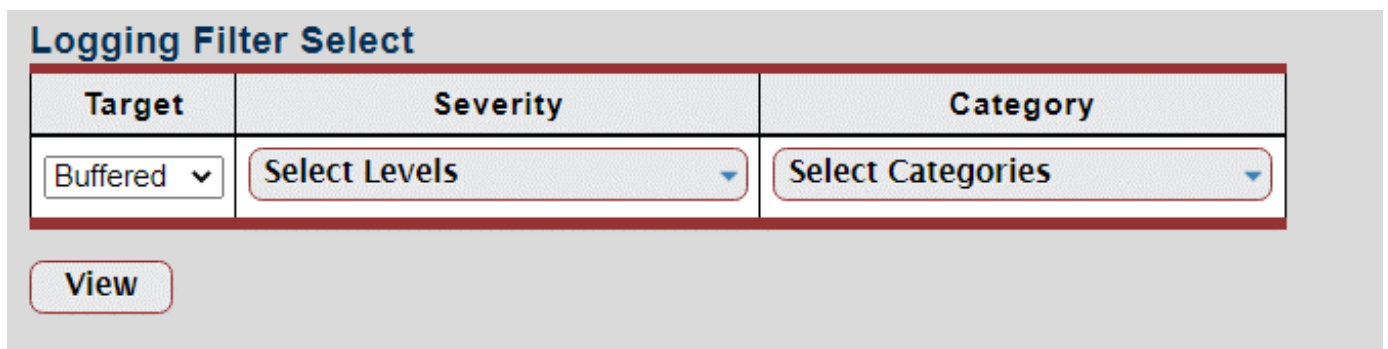 Logging Filter Select
Target Severity Category
Buffered Select Levels Select Categories
View